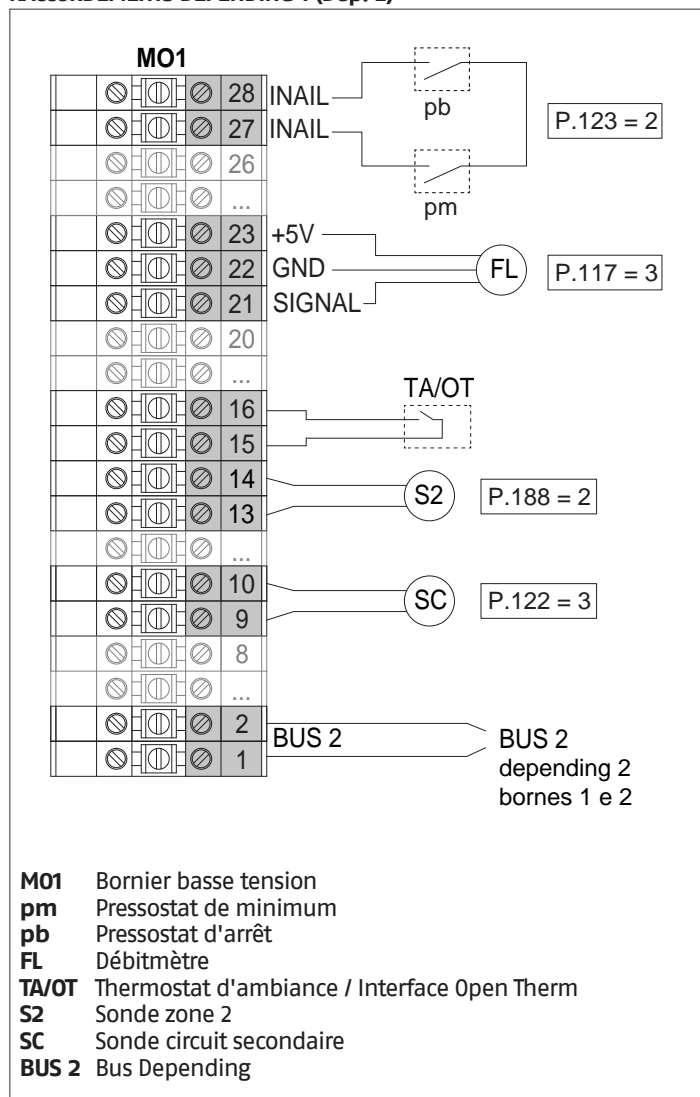 MO1
28 INAIL
pb
P.123 = 2
27 INAIL
26
...
pm
23 +5V
22 GND
FL
P.117 = 3
21 SIGNAL
20
...
TA/OT
16
15
14
S2
P.188 = 2
13
...
10
SC
P.122 = 3
9
8
...
2
BUS 2
BUS 2
1
depending 2
bornes 1 e 2
M01 Bornier basse tension
pm Pressostat de minimum
pb Pressostat d'arrêt
FL Débitmètre
TA/OT Thermostat d'ambiance / Interface Open Therm
S2 Sonde zone 2
SC Sonde circuit secondaire
BUS 2 Bus Depending